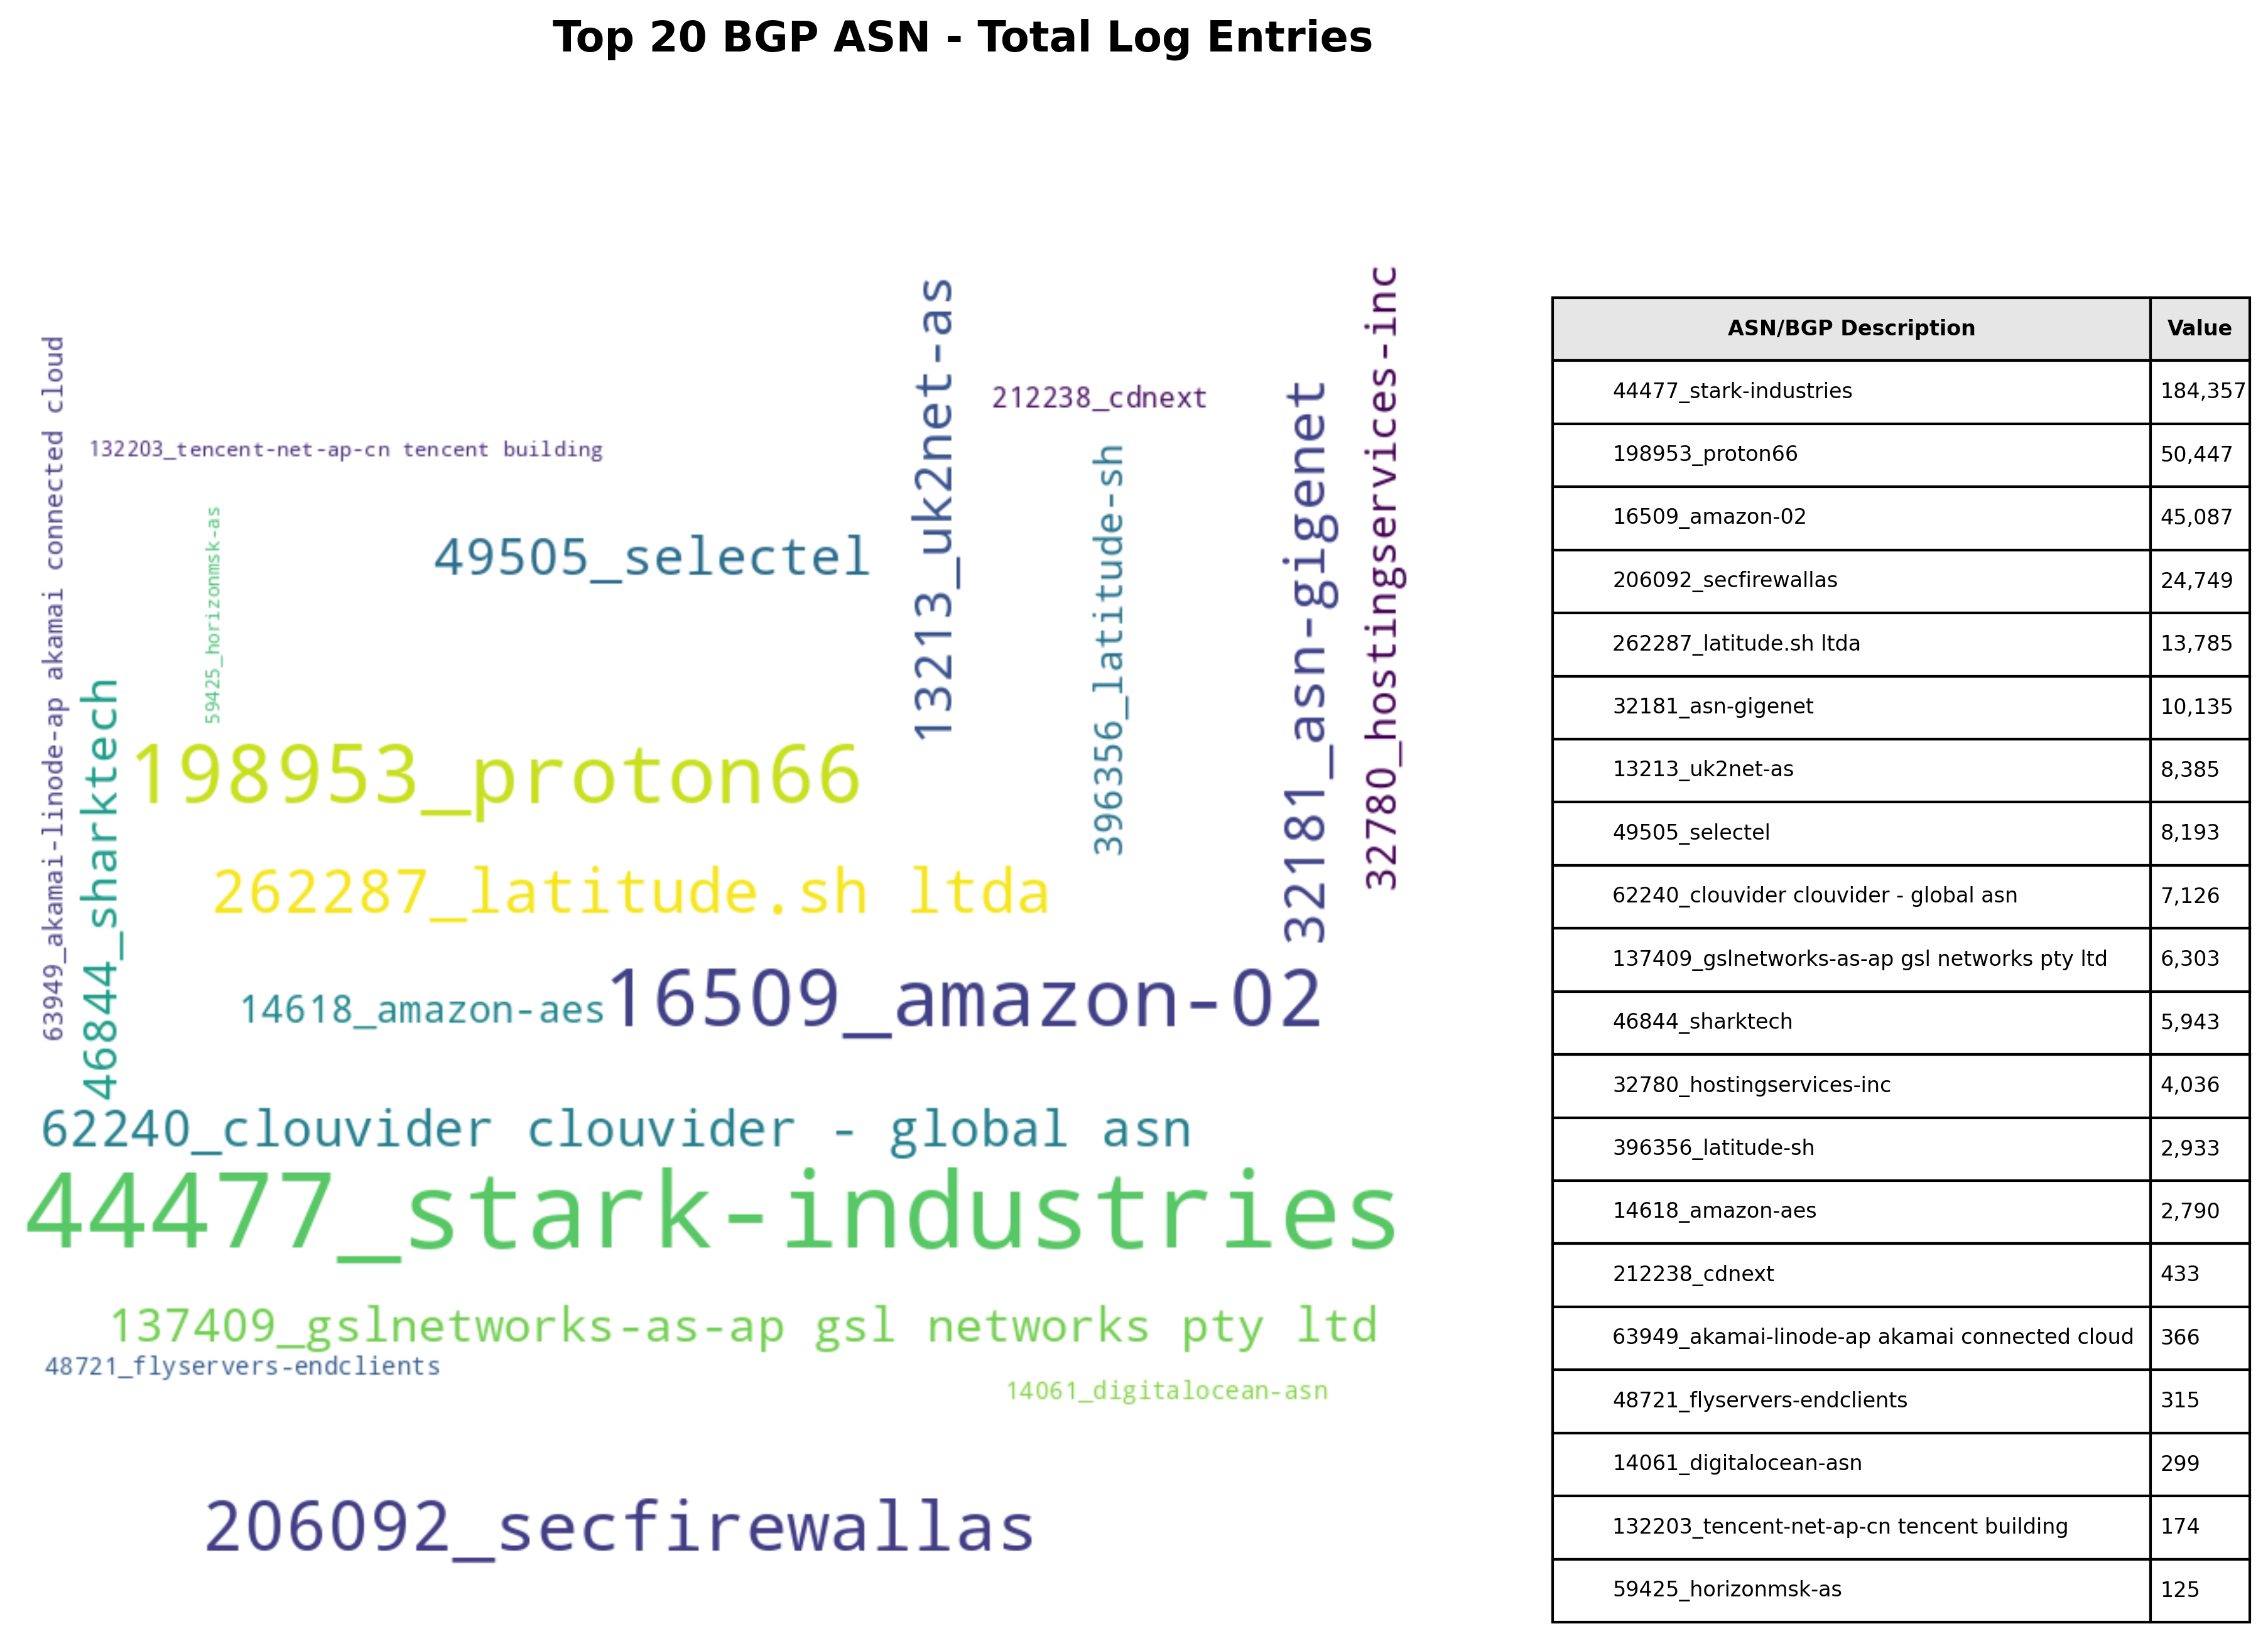 Top 20 BGP ASN - Total Log Entries
63949_akamai-linode-ap akamai connected cloud
132203_tencent-net-ap-cn tencent building
59425_horizonmsk-as
46844_sharktech
49505_selectel
13213_uk2net-as
212238_cdnext
396356_latitude-sh
32181_asn-gigenet
32780_hostingservices-inc
198953_proton66
262287_latitude.sh ltda
14618_amazon-aes
16509_amazon-02
62240_clouvider clouvider - global asn
44477_stark-industries
137409_gslnetworks-as-ap gsl networks pty ltd
48721_flyservers-endclients
14061_digitalocean-asn
206092_secfirewallas
ASN/BGP Description Value
44477_stark-industries 184,357
198953_proton66 50,447
16509_amazon-02 45,087
206092_secfirewallas 24,749
262287_latitude.sh ltda 13,785
32181_asn-gigenet 10,135
13213_uk2net-as 8,385
49505_selectel 8,193
62240_clouvider clouvider - global asn 7,126
137409_gslnetworks-as-ap gsl networks pty ltd 6,303
46844_sharktech 5,943
32780_hostingservices-inc 4,036
396356_latitude-sh 2,933
14618_amazon-aes 2,790
212238_cdnext 433
63949_akamai-linode-ap akamai connected cloud 366
48721_flyservers-endclients 315
14061_digitalocean-asn 299
132203_tencent-net-ap-cn tencent building 174
59425_horizonmsk-as 125